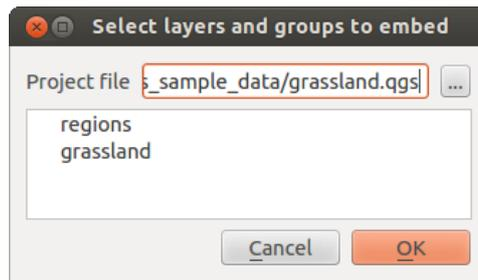 Select layers and groups to embed
Project file s_sample_data/grassland.qgs ...
regions
grassland
Cancel OK